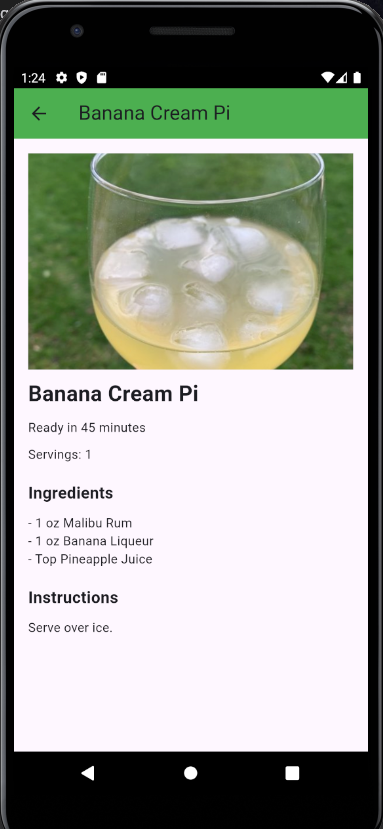 1:24
Banana Cream Pi
Banana Cream Pi
Ready in 45 minutes
Servings: 1
Ingredients
- 1 oz Malibu Rum
- 1 oz Banana Liqueur
- Top Pineapple Juice
Instructions
Serve over ice.